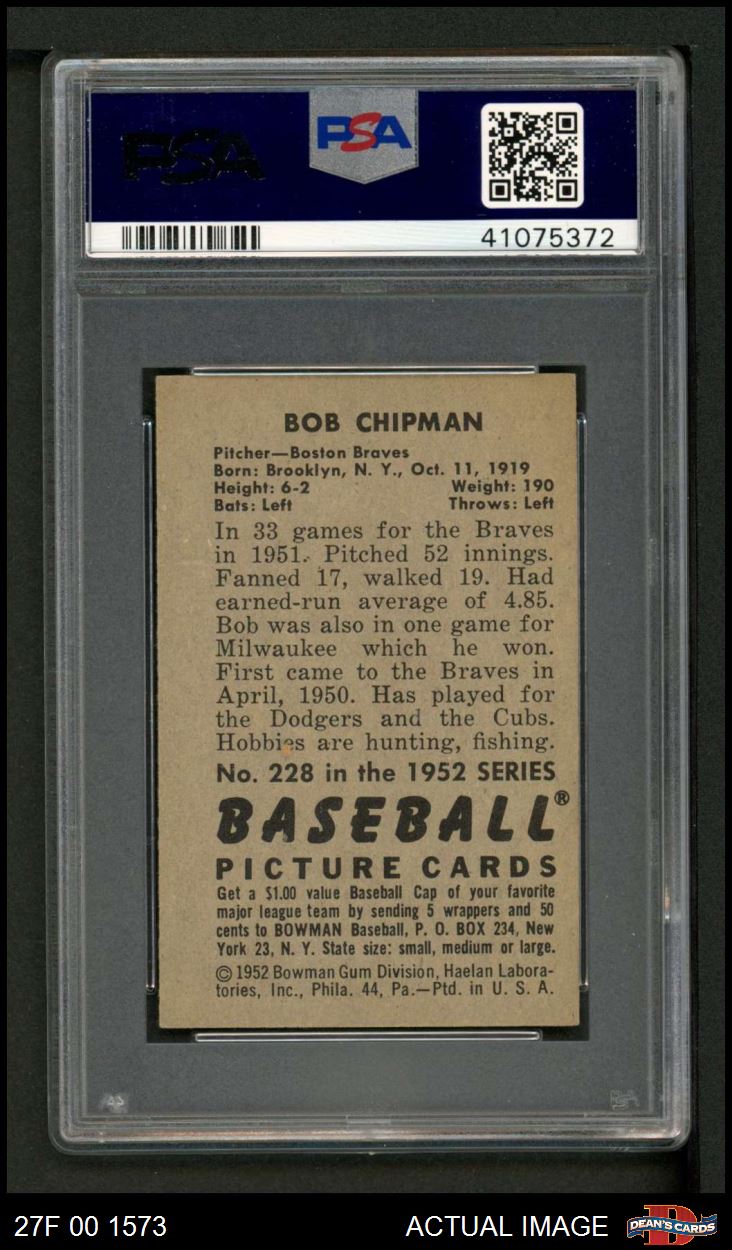 PSA
PSA
41075372
BOB CHIPMAN
Pitcher—Boston Braves
Born: Brooklyn, N. Y., Oct. 11, 1919
Height: 6-2 Weight: 190
Bats: Left Throws: Left
In 33 games for the Braves
in 1951. Pitched 52 innings.
Fanned 17, walked 19. Had
earned-run average of 4.85.
Bob was also in one game for
Milwaukee which he won.
First came to the Braves in
April, 1950. Has played for
the Dodgers and the Cubs.
Hobbies are hunting, fishing.
No. 228 in the 1952 SERIES
BASEBALL®
PICTURE CARDS
Get a $1.00 value Baseball Cap of your favorite
major league team by sending 5 wrappers and 50
cents to BOWMAN Baseball, P. O. BOX 234, New
York 23, N. Y. State size: small, medium or large.
© 1952 Bowman Gum Division, Haelan Labora-
tories, Inc., Phila. 44, Pa.—Ptd. in U. S. A.
27F 00 1573 ACTUAL IMAGE D DEAN'S CARDS